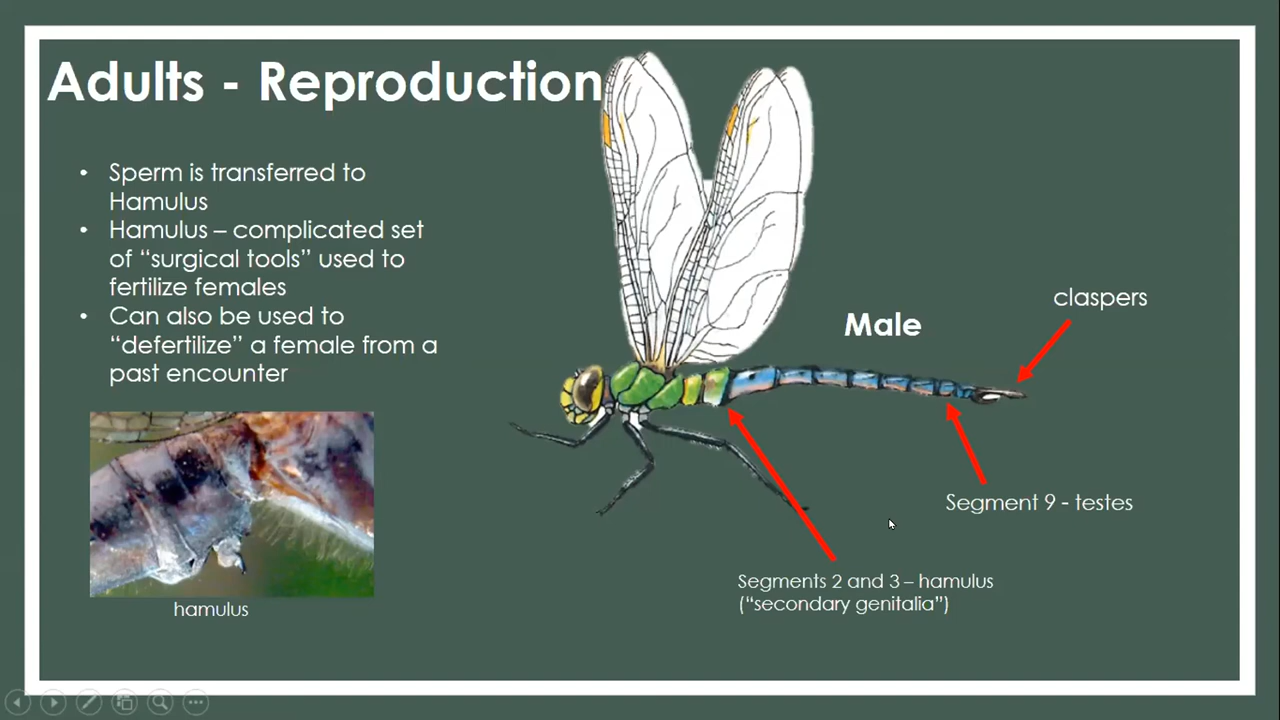 Adults - Reproduction
• Sperm is transferred to
Hamulus
• Hamulus – complicated set
of “surgical tools” used to
fertilize females
• Can also be used to
“defertilize” a female from a
past encounter
hamulus
Male
claspers
Segment 9 - testes
Segments 2 and 3 – hamulus
(“secondary genitalia”)